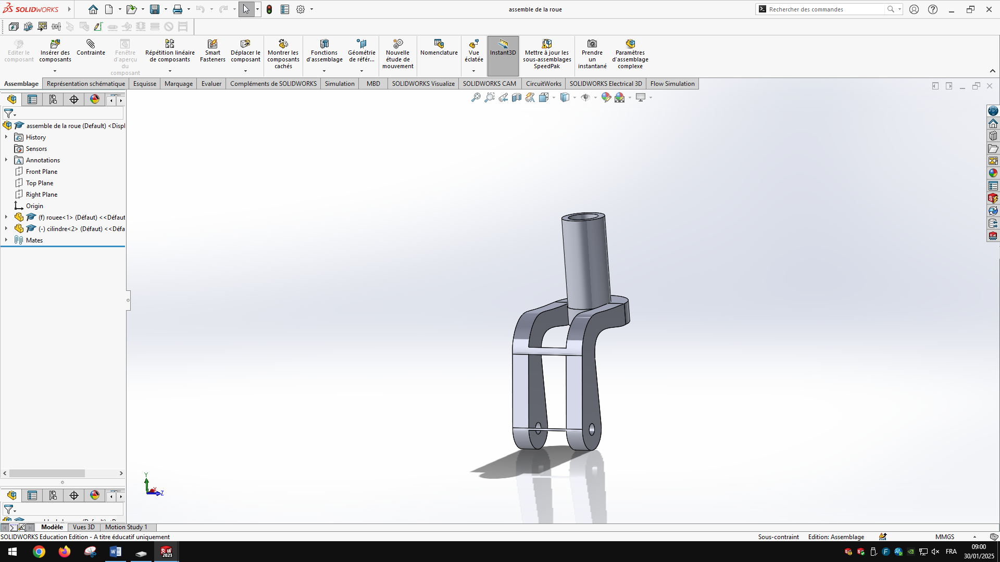 SOLIDWORKS
assemble de la roue
Rechercher des commandes
Editer le composant
Insérer des composants
Contrainte
Fenêtre d'aperçu du composant
Répétition linéaire de composants
Smart Fasteners
Déplacer le composant
Montrer les composants cachés
Fonctions d'assemblage
Géométrie de référ...
Nouvelle étude de mouvement
Nomenclature
Vue éclatée
Instant3D
Mettre à jour les sous-assemblages SpeedPak
Prendre un instantané
Paramètres d'assemblage complexe
Assemblage
Représentation schématique
Esquisse
Marquage
Evaluer
Compléments de SOLIDWORKS
Simulation
MBD
SOLIDWORKS Visualize
SOLIDWORKS CAM
CircuitWorks
SOLIDWORKS Electrical 3D
Flow Simulation
assemble de la roue (Default) <Displ
History
Sensors
Annotations
Front Plane
Top Plane
Right Plane
Origin
(f) rouee<1> (Défaut) <<Défaut
(-) cilindre<2> (Défaut) <<Défa
Mates
Y
X
Z
Modèle
Vues 3D
Motion Study 1
SOLIDWORKS Education Edition - A titre éducatif uniquement
Sous-contraint
Edition: Assemblage
MMGS
FRA
09:00
30/01/2025